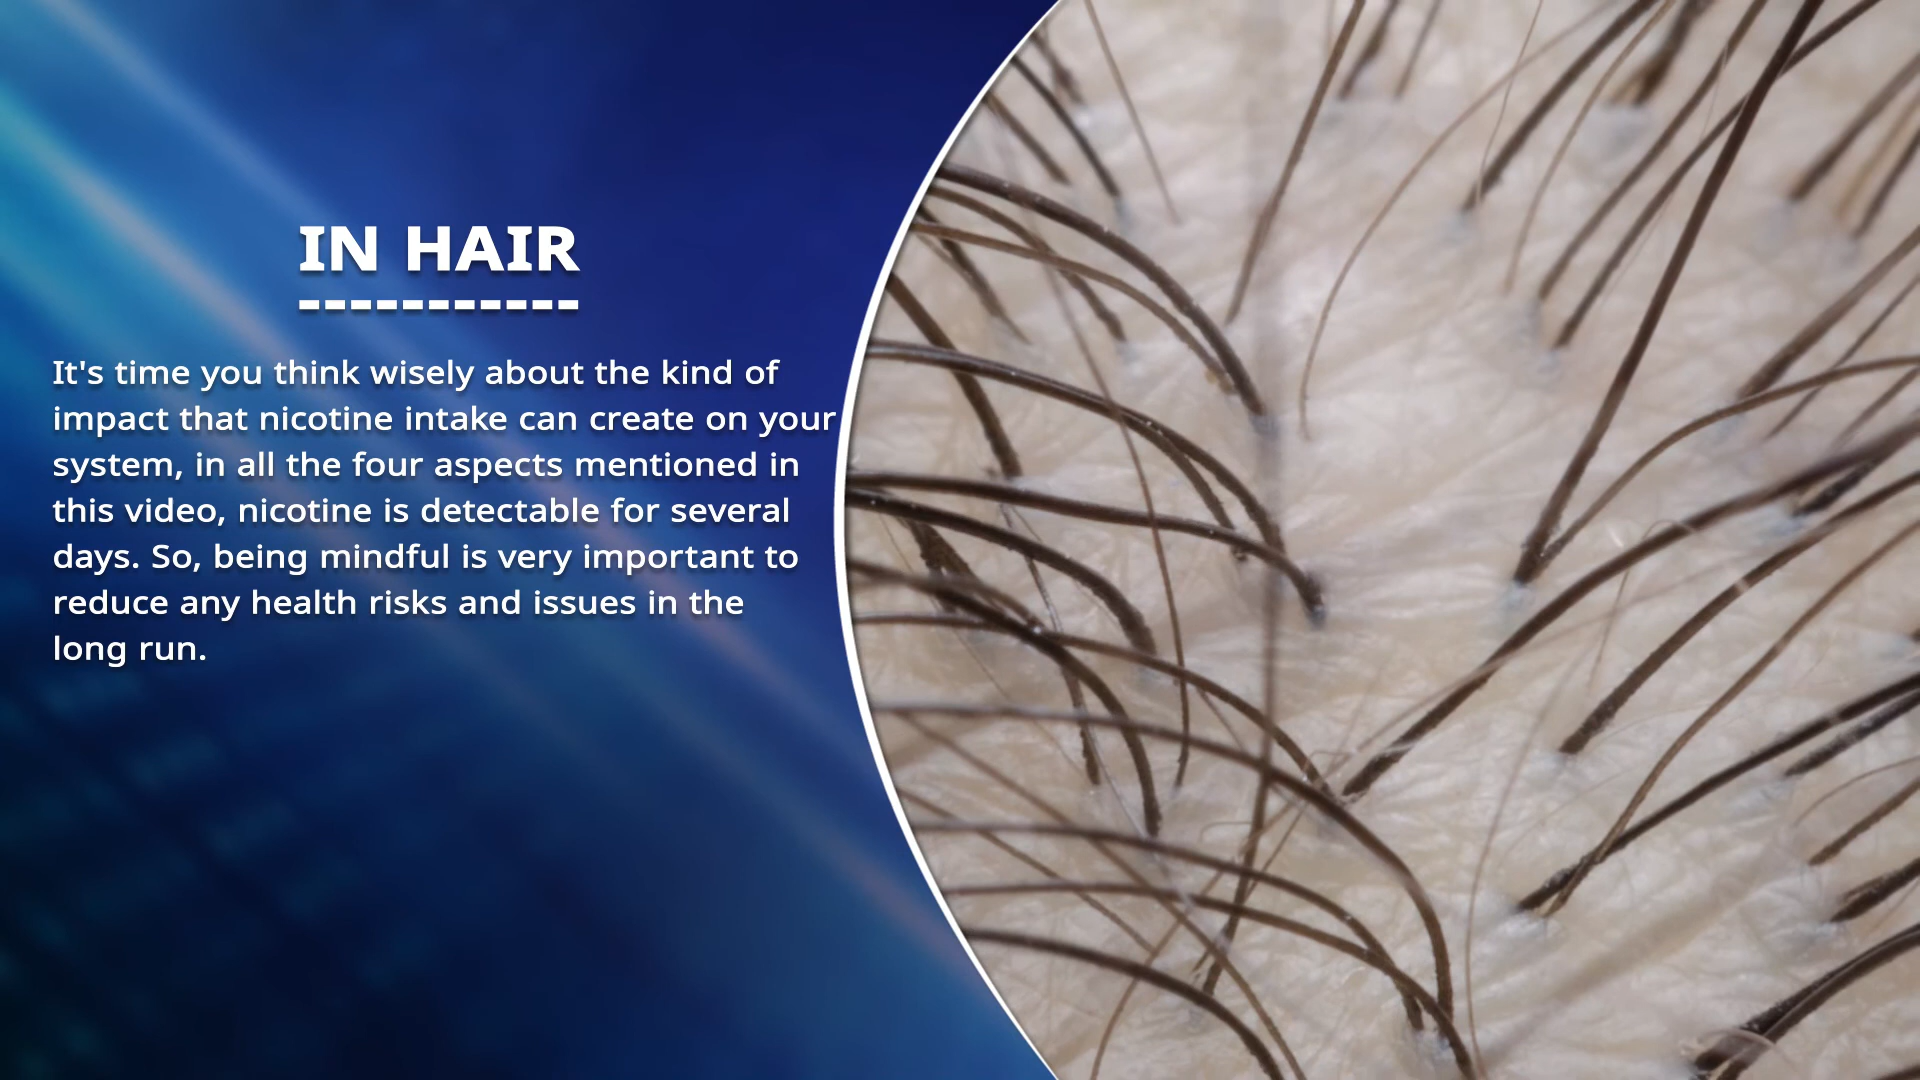 IN HAIR
-----------
It's time you think wisely about the kind of
impact that nicotine intake can create on your
system, in all the four aspects mentioned in
this video, nicotine is detectable for several
days. So, being mindful is very important to
reduce any health risks and issues in the
long run.